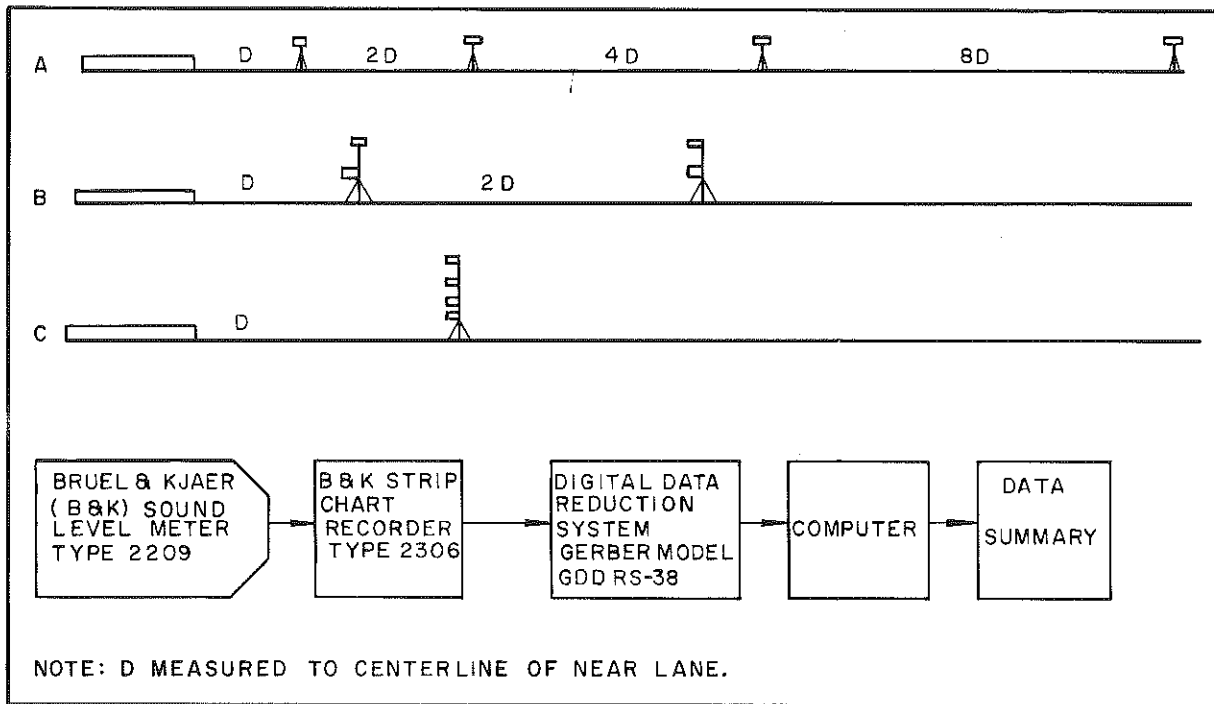 A D 2D 4D 8D
B D 2D
C D
BRUEL & KJAER
(B&K) SOUND
LEVEL METER
TYPE 2209
B&K STRIP
CHART
RECORDER
TYPE 2306
DIGITAL DATA
REDUCTION
SYSTEM
GERBER MODEL
GDD RS-38
COMPUTER
DATA
SUMMARY
NOTE: D MEASURED TO CENTERLINE OF NEAR LANE.